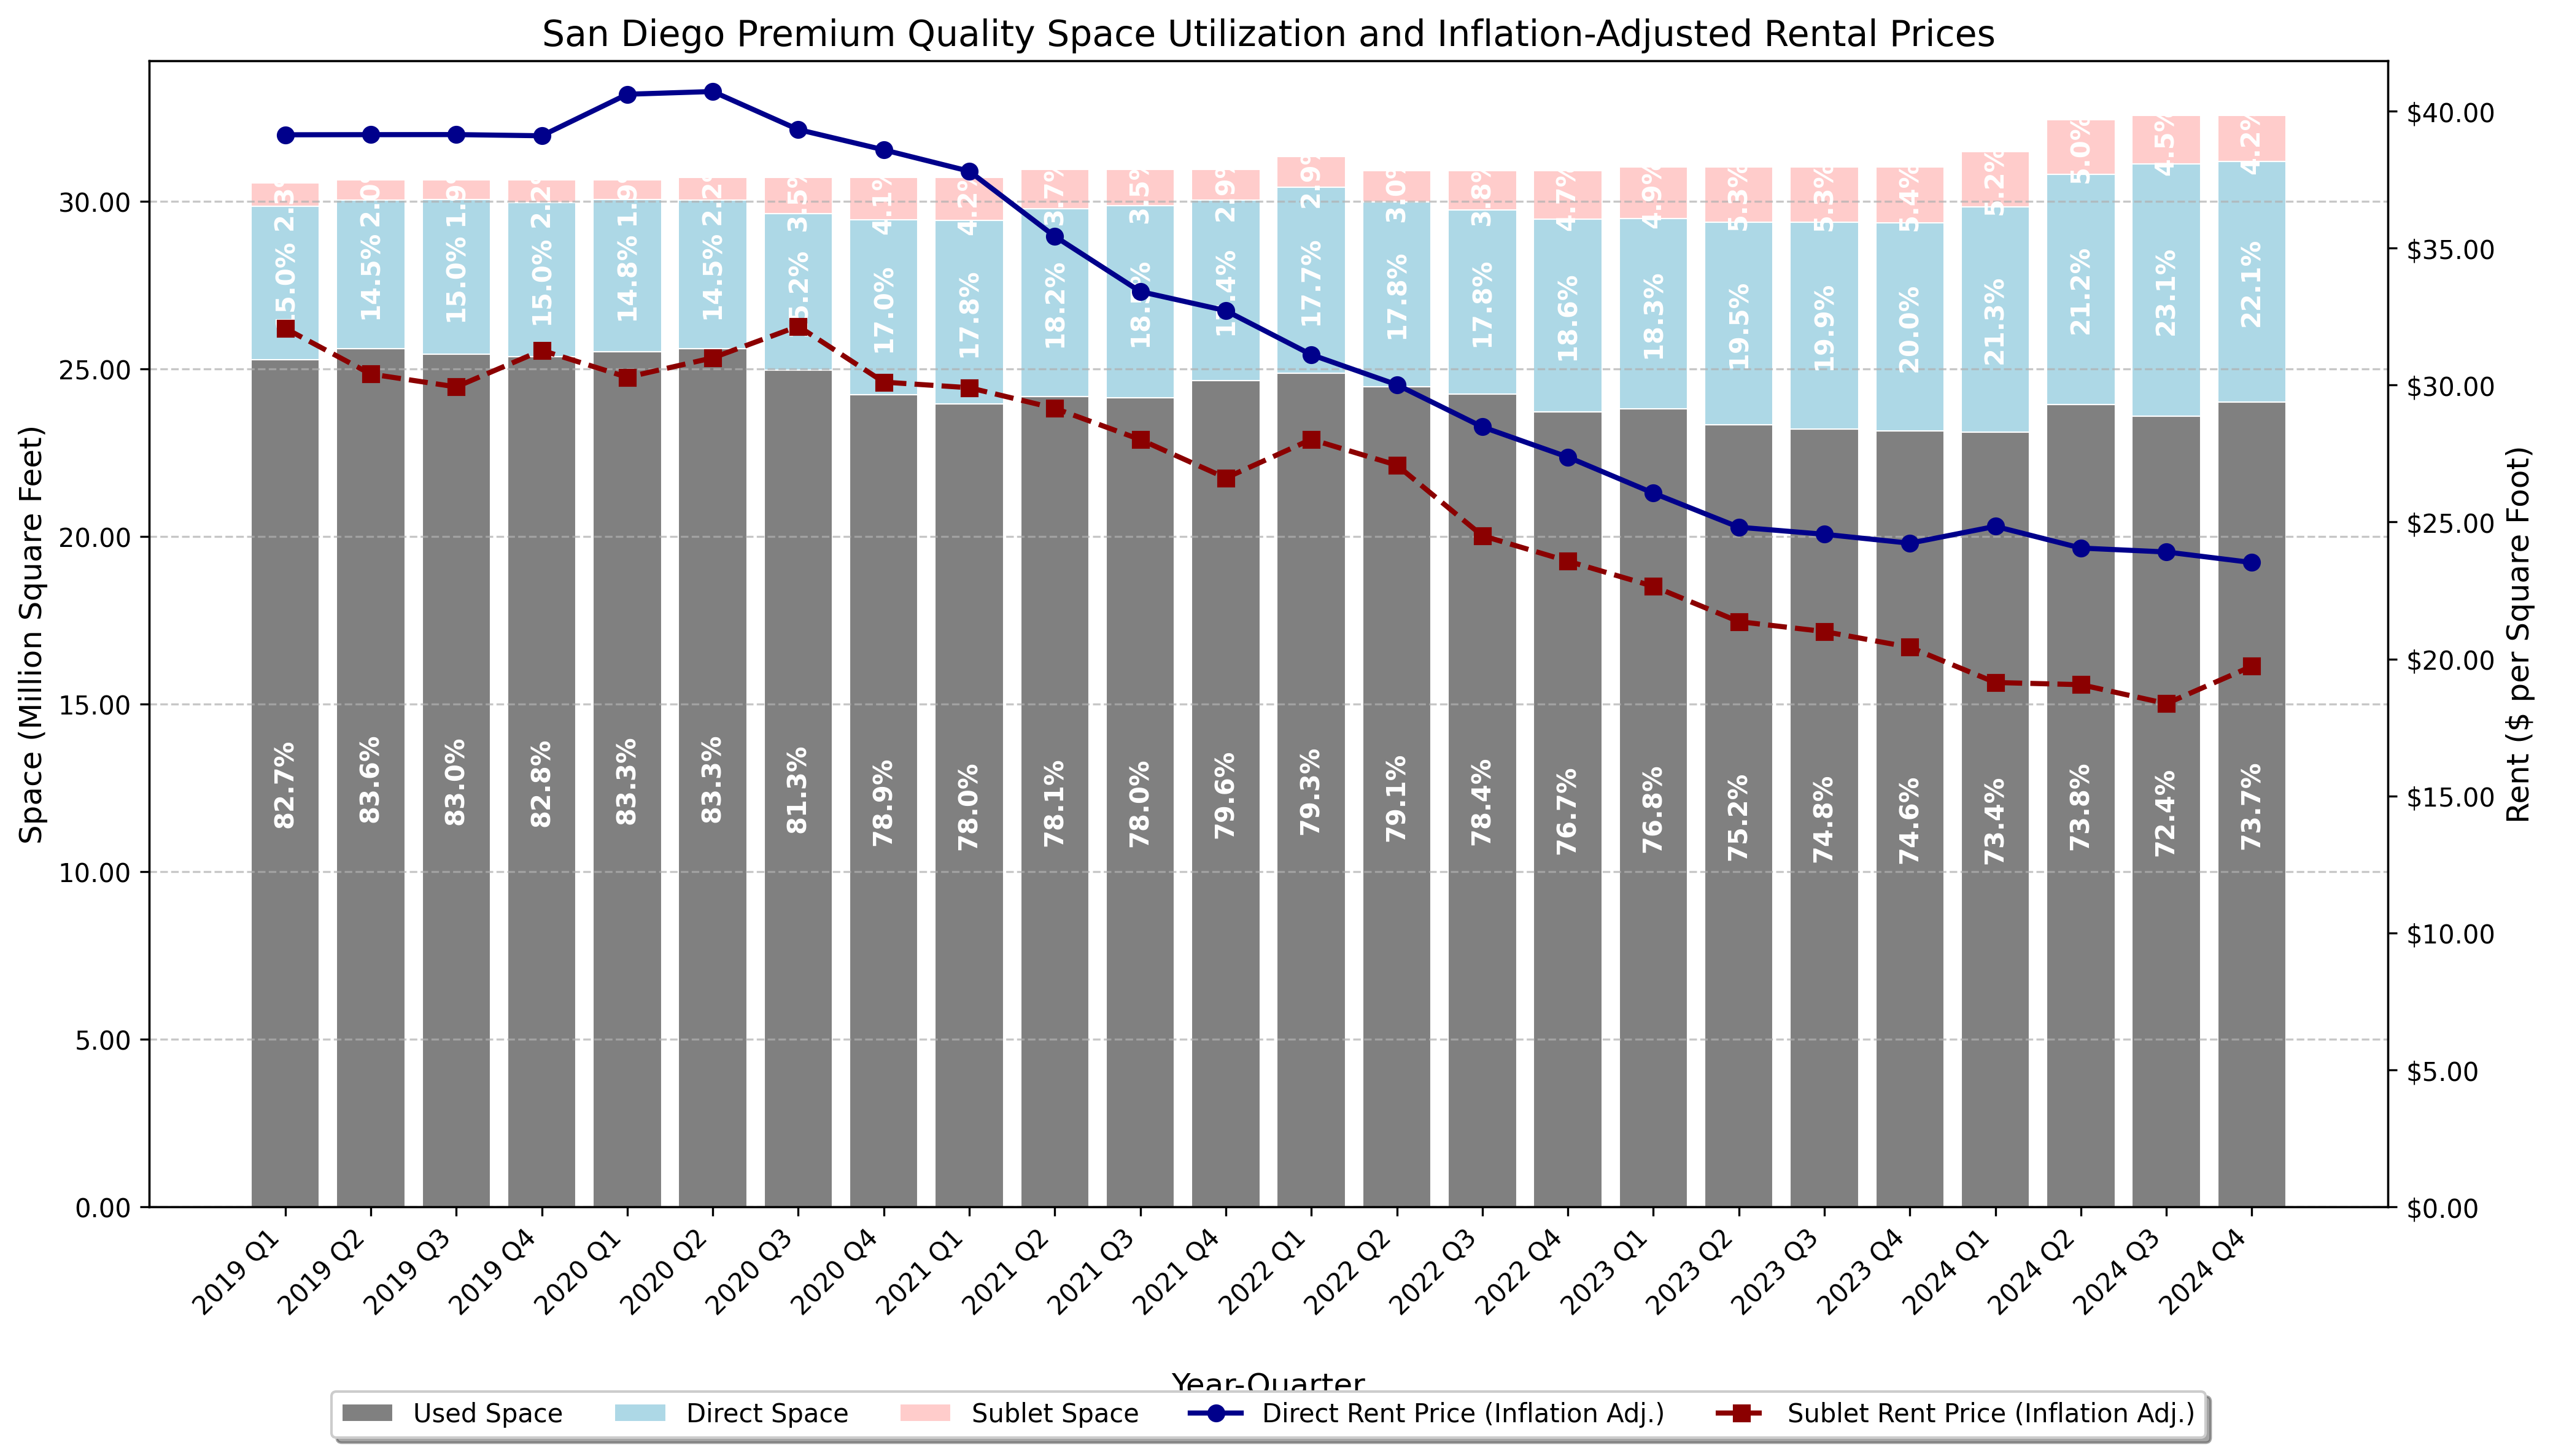 San Diego Premium Quality Space Utilization and Inflation-Adjusted Rental Prices
Space (Million Square Feet)
30.00
25.00
20.00
15.00
10.00
5.00
0.00
$40.00
$35.00
$30.00
$25.00
$20.00
$15.00
$10.00
$5.00
$0.00
Rent ($ per Square Foot)
2.3%
2.0%
1.9%
2.2%
1.9%
2.2%
3.5%
4.1%
4.2%
3.7%
3.5%
2.9%
2.9%
3.0%
3.8%
4.7%
4.9%
5.3%
5.3%
5.4%
5.2%
5.0%
4.5%
4.2%
15.0%
14.5%
15.0%
15.0%
14.8%
14.5%
15.2%
17.0%
17.8%
18.2%
17.7%
17.8%
17.8%
18.6%
18.3%
19.5%
19.9%
20.0%
21.3%
21.2%
23.1%
22.1%
82.7%
83.6%
83.0%
82.8%
83.3%
83.3%
81.3%
78.9%
78.0%
78.1%
78.0%
79.6%
79.3%
79.1%
78.4%
76.7%
76.8%
75.2%
74.8%
74.6%
73.4%
73.8%
72.4%
73.7%
2019 Q1
2019 Q2
2019 Q3
2019 Q4
2020 Q1
2020 Q2
2020 Q3
2020 Q4
2021 Q1
2021 Q2
2021 Q3
2021 Q4
2022 Q1
2022 Q2
2022 Q3
2022 Q4
2023 Q1
2023 Q2
2023 Q3
2023 Q4
2024 Q1
2024 Q2
2024 Q3
2024 Q4
Year-Quarter
Used Space
Direct Space
Sublet Space
Direct Rent Price (Inflation Adj.)
Sublet Rent Price (Inflation Adj.)